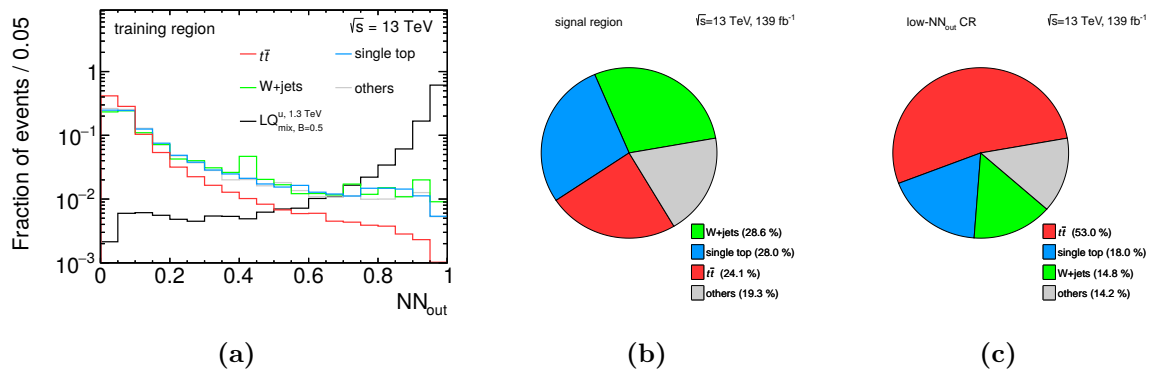 training region
√s = 13 TeV
tt̄
single top
W+jets
others
LQ^{u, 1.3 TeV}_{mix, B=0.5}
Fraction of events / 0.05
1
10⁻¹
10⁻²
10⁻³
0 0.2 0.4 0.6 0.8 1
NN_{out}
(a)
signal region
√s=13 TeV, 139 fb⁻¹
W+jets (28.6 %)
single top (28.0 %)
tt̄ (24.1 %)
others (19.3 %)
(b)
low-NN_{out} CR
√s=13 TeV, 139 fb⁻¹
tt̄ (53.0 %)
single top (18.0 %)
W+jets (14.8 %)
others (14.2 %)
(c)